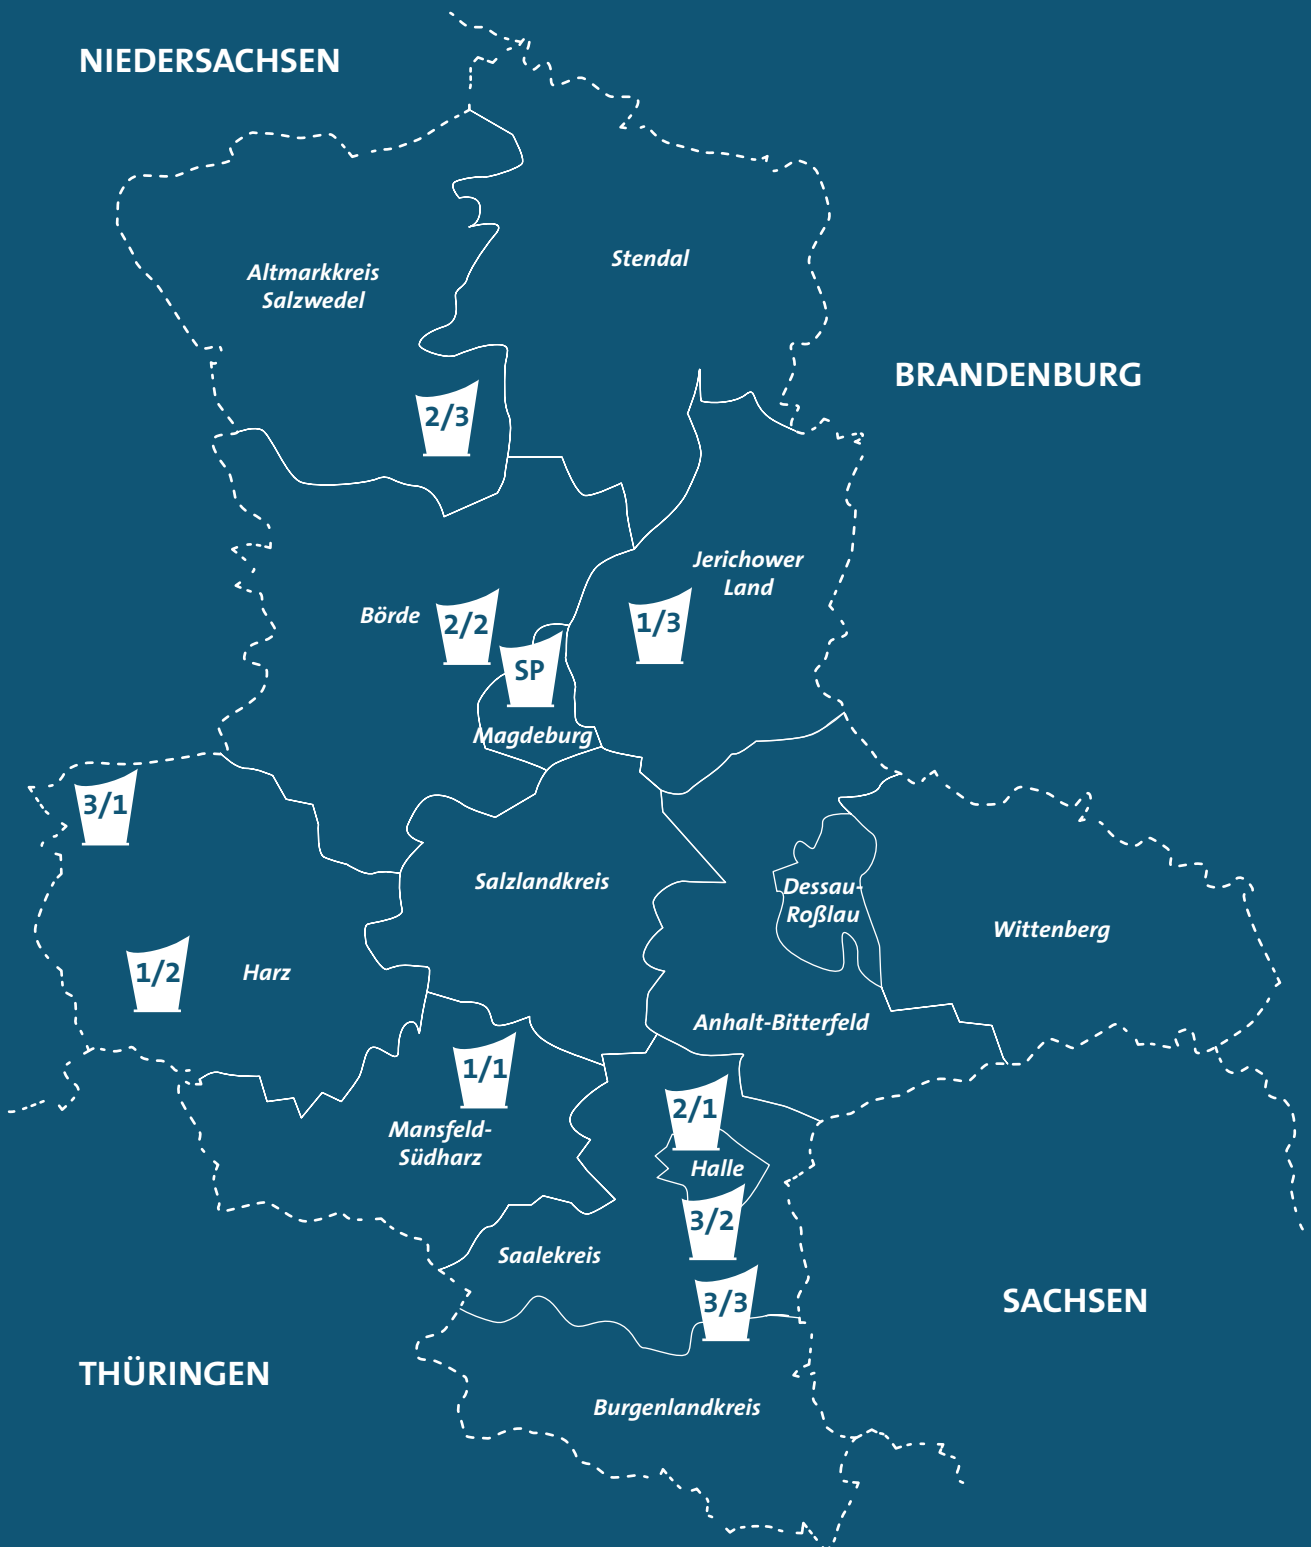 NIEDERSACHSEN
Stendal
Altmarkkreis
Salzwedel
BRANDENBURG
2/3
Jerichower
Land
Börde
2/2
1/3
SP
Magdeburg
3/1
Salzlandkreis
Dessau-
Roßlau
Wittenberg
1/2
Harz
Anhalt-Bitterfeld
1/1
2/1
Mansfeld-
Südharz
Halle
3/2
Saalekreis
3/3
SACHSEN
THÜRINGEN
Burgenlandkreis